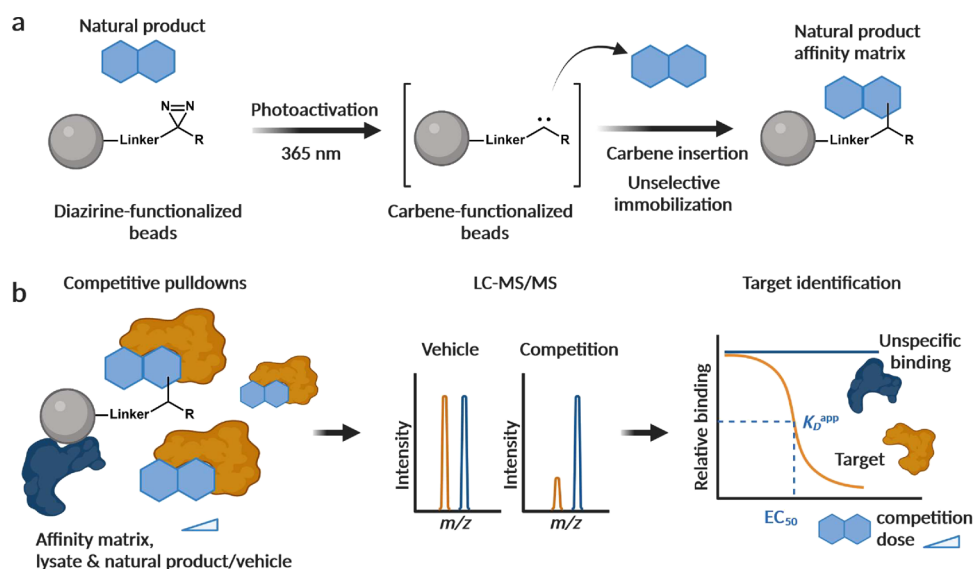 a
Natural product
N=N
Linker
R
Diazirine-functionalized
beads
Photoactivation
365 nm
Linker
R
Carbene-functionalized
beads
Carbene insertion
Unselective
immobilization
Natural product
affinity matrix
Linker
R
b
Competitive pulldowns
Linker
R
Affinity matrix,
lysate & natural product/vehicle
LC-MS/MS
Vehicle
Intensity
m/z
Competition
Intensity
m/z
Target identification
Relative binding
Unspecific
binding
K_D^app
Target
EC₅₀
competition
dose